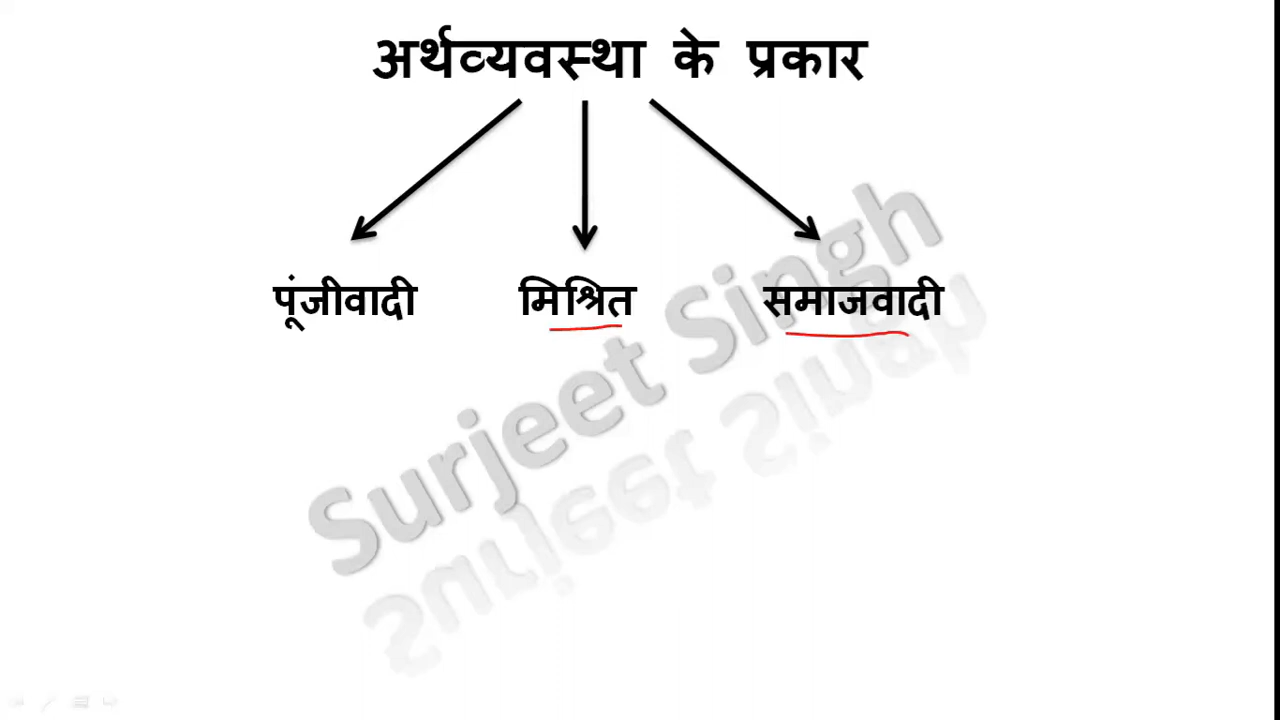 अर्थव्यवस्था के प्रकार
पूंजीवादी मिश्रित समाजवादी
Surjeet Singh